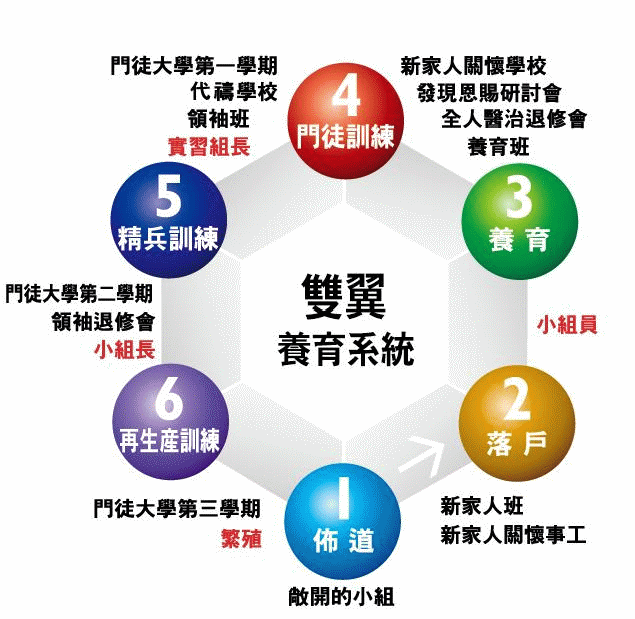 門徒大學第一學期
代禱學校
領袖班
實習組長
4
門徒訓練
新家人關懷學校
發現恩賜研討會
全人醫治退修會
養育班
5
精兵訓練
3
養育
雙翼
養育系統
門徒大學第二學期
領袖退修會
小組長
小組員
6
再生產訓練
2
落戶
門徒大學第三學期
繁殖
1
佈道
新家人班
新家人關懷事工
敞開的小組